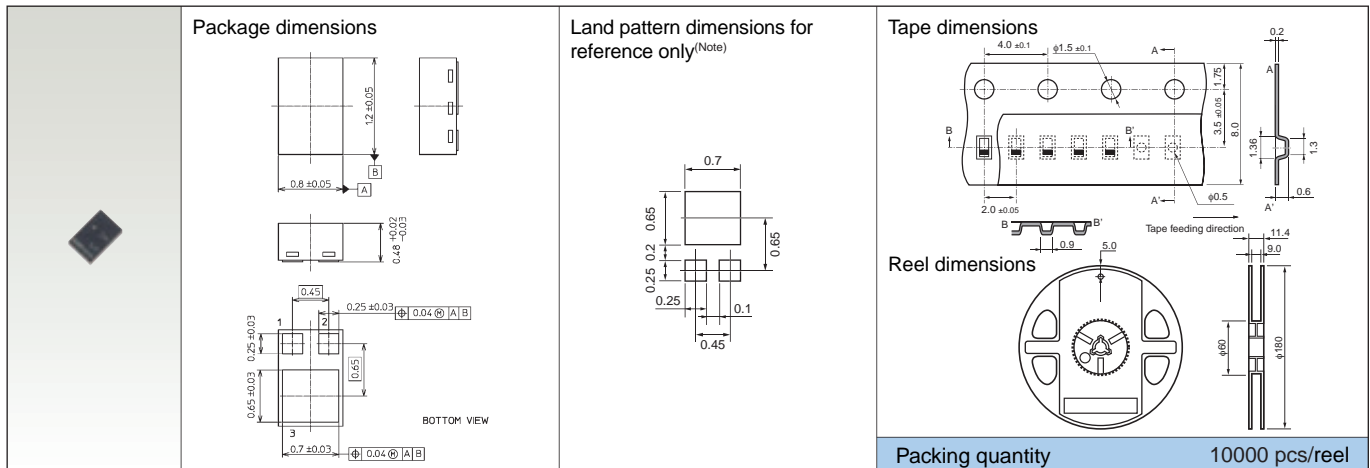 Package dimensions
1.2 ±0.05
B
0.8 ±0.05
A
0.48 +0.02 -0.03
0.45
0.25 ±0.03
⌖ 0.04 Ⓜ A B
1
2
0.25 ±0.03
0.65
0.65 ±0.03
3
BOTTOM VIEW
0.7 ±0.03
⌖ 0.04 Ⓜ A B
Land pattern dimensions for
reference only(Note)
0.7
0.65
0.65
0.2
0.25
0.25
0.1
0.45
Tape dimensions
4.0 ±0.1
φ1.5 ±0.1
A
0.2
A
1.75
3.5 ±0.05
8.0
B
B'
1.36
1.3
A'
φ0.5
0.6
A'
2.0 ±0.05
Tape feeding direction
B
B'
0.9
Reel dimensions
5.0
11.4
9.0
φ60
φ180
Packing quantity 10000 pcs/reel